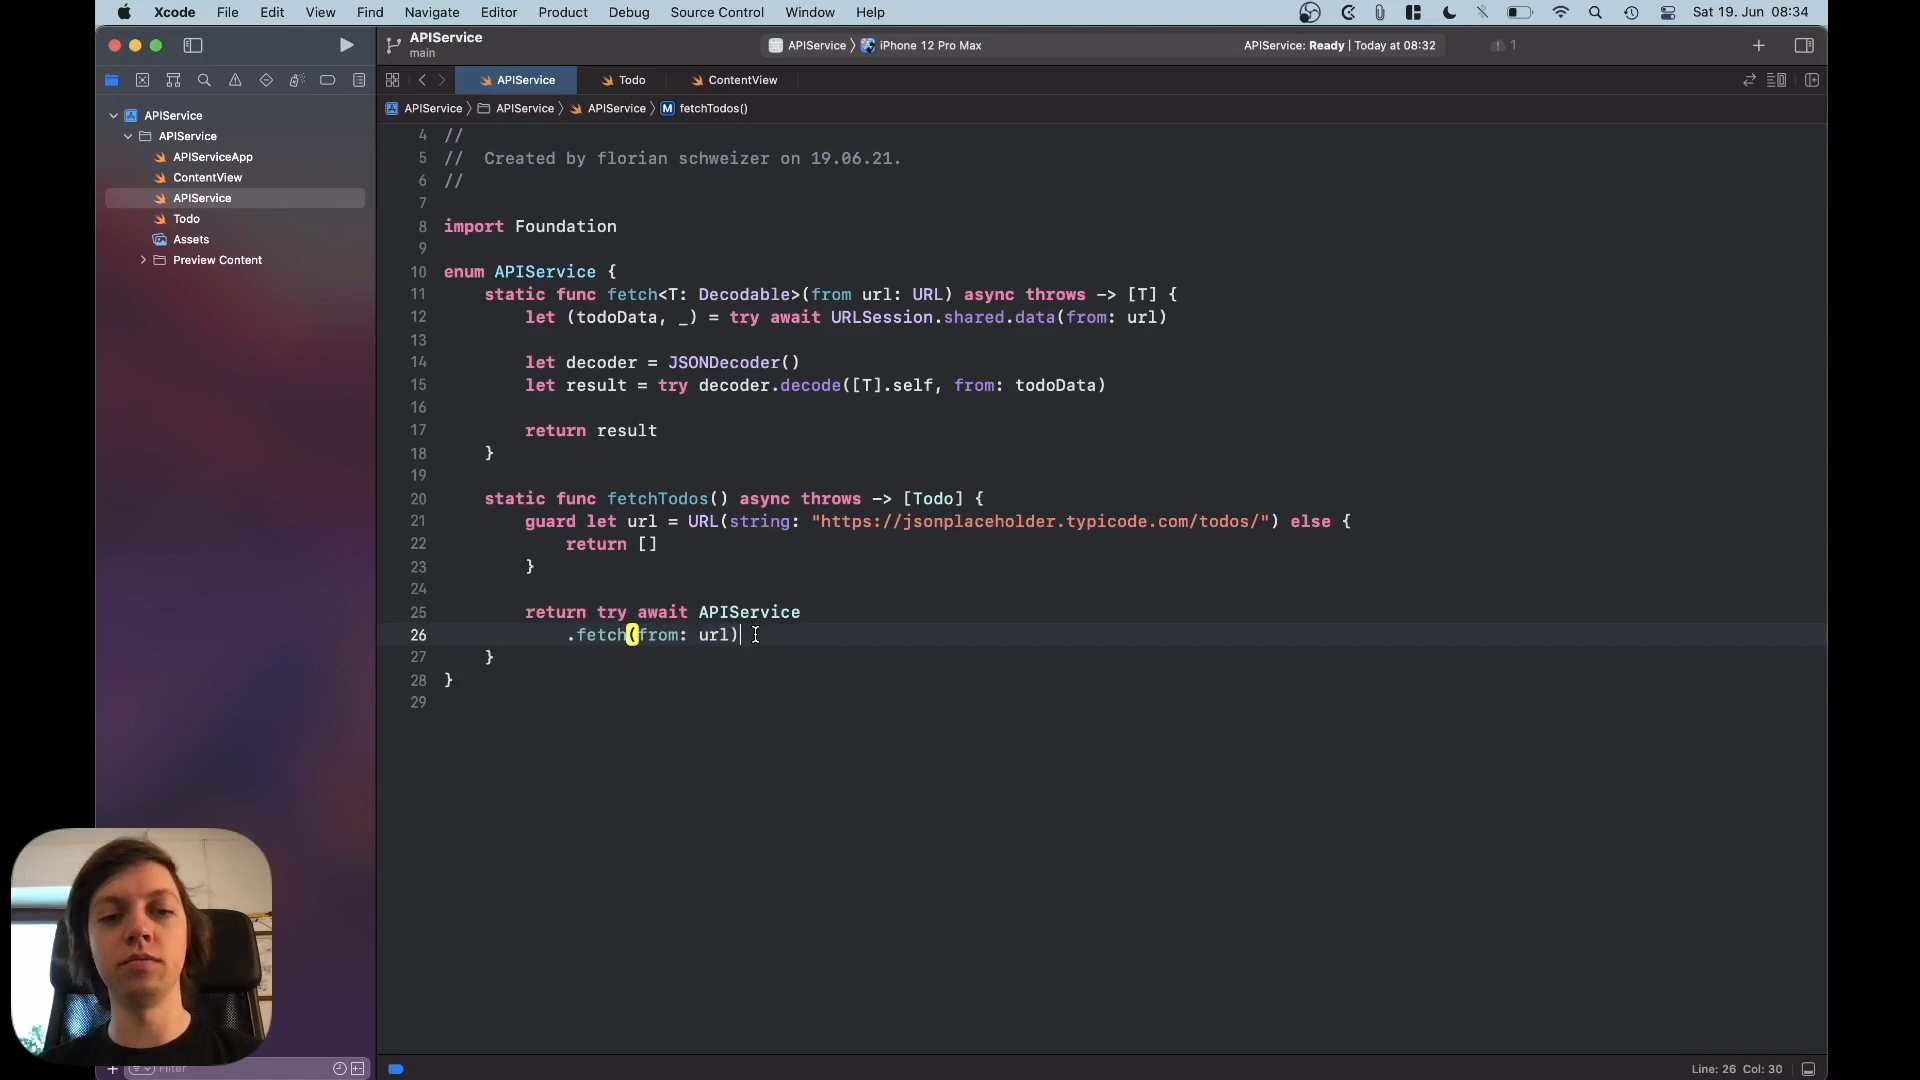 Xcode File Edit View Find Navigate Editor Product Debug Source Control Window Help Sat 19. Jun 08:34
APIService
main
APIService iPhone 12 Pro Max APIService: Ready | Today at 08:32 1
APIService Todo ContentView
APIService APIService APIService M fetchTodos()
APIService
APIService
APIServiceApp
ContentView
APIService
Todo
Assets
Preview Content
4 //
5 //  Created by florian schweizer on 19.06.21.
6 //
7
8 import Foundation
9
10 enum APIService {
11 static func fetch<T: Decodable>(from url: URL) async throws -> [T] {
12 let (todoData, _) = try await URLSession.shared.data(from: url)
13
14 let decoder = JSONDecoder()
15 let result = try decoder.decode([T].self, from: todoData)
16
17 return result
18 }
19
20 static func fetchTodos() async throws -> [Todo] {
21 guard let url = URL(string: "https://jsonplaceholder.typicode.com/todos/") else {
22 return []
23 }
24
25 return try await APIService
26 .fetch(from: url)
27 }
28 }
29
Filter
Line: 26 Col: 30